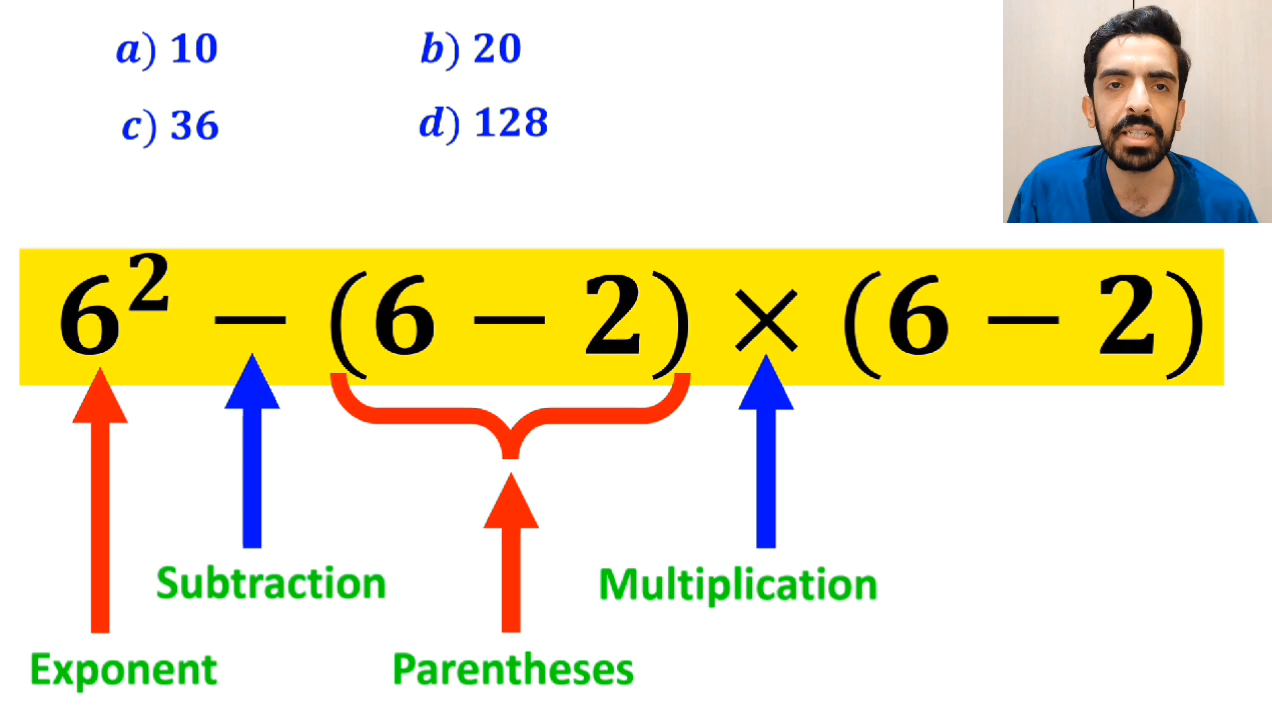 a) 10 b) 20
c) 36 d) 128
6² − (6 − 2) × (6 − 2)
Subtraction Multiplication
Exponent Parentheses